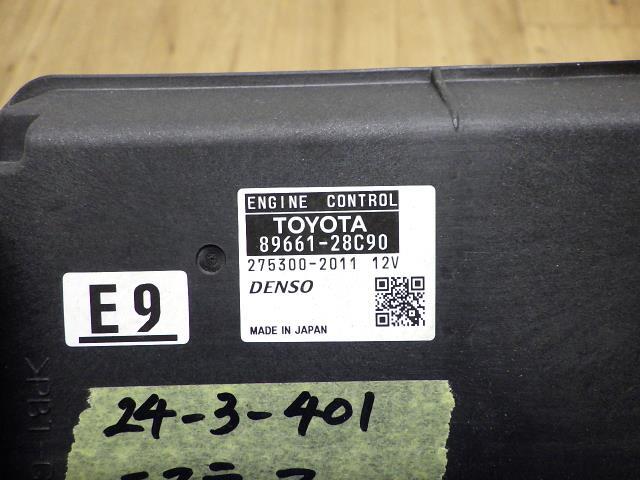 ENGINE CONTROL
TOYOTA
89661-28C90
275300-2011 12V
DENSO
MADE IN JAPAN
E9
24-3-401